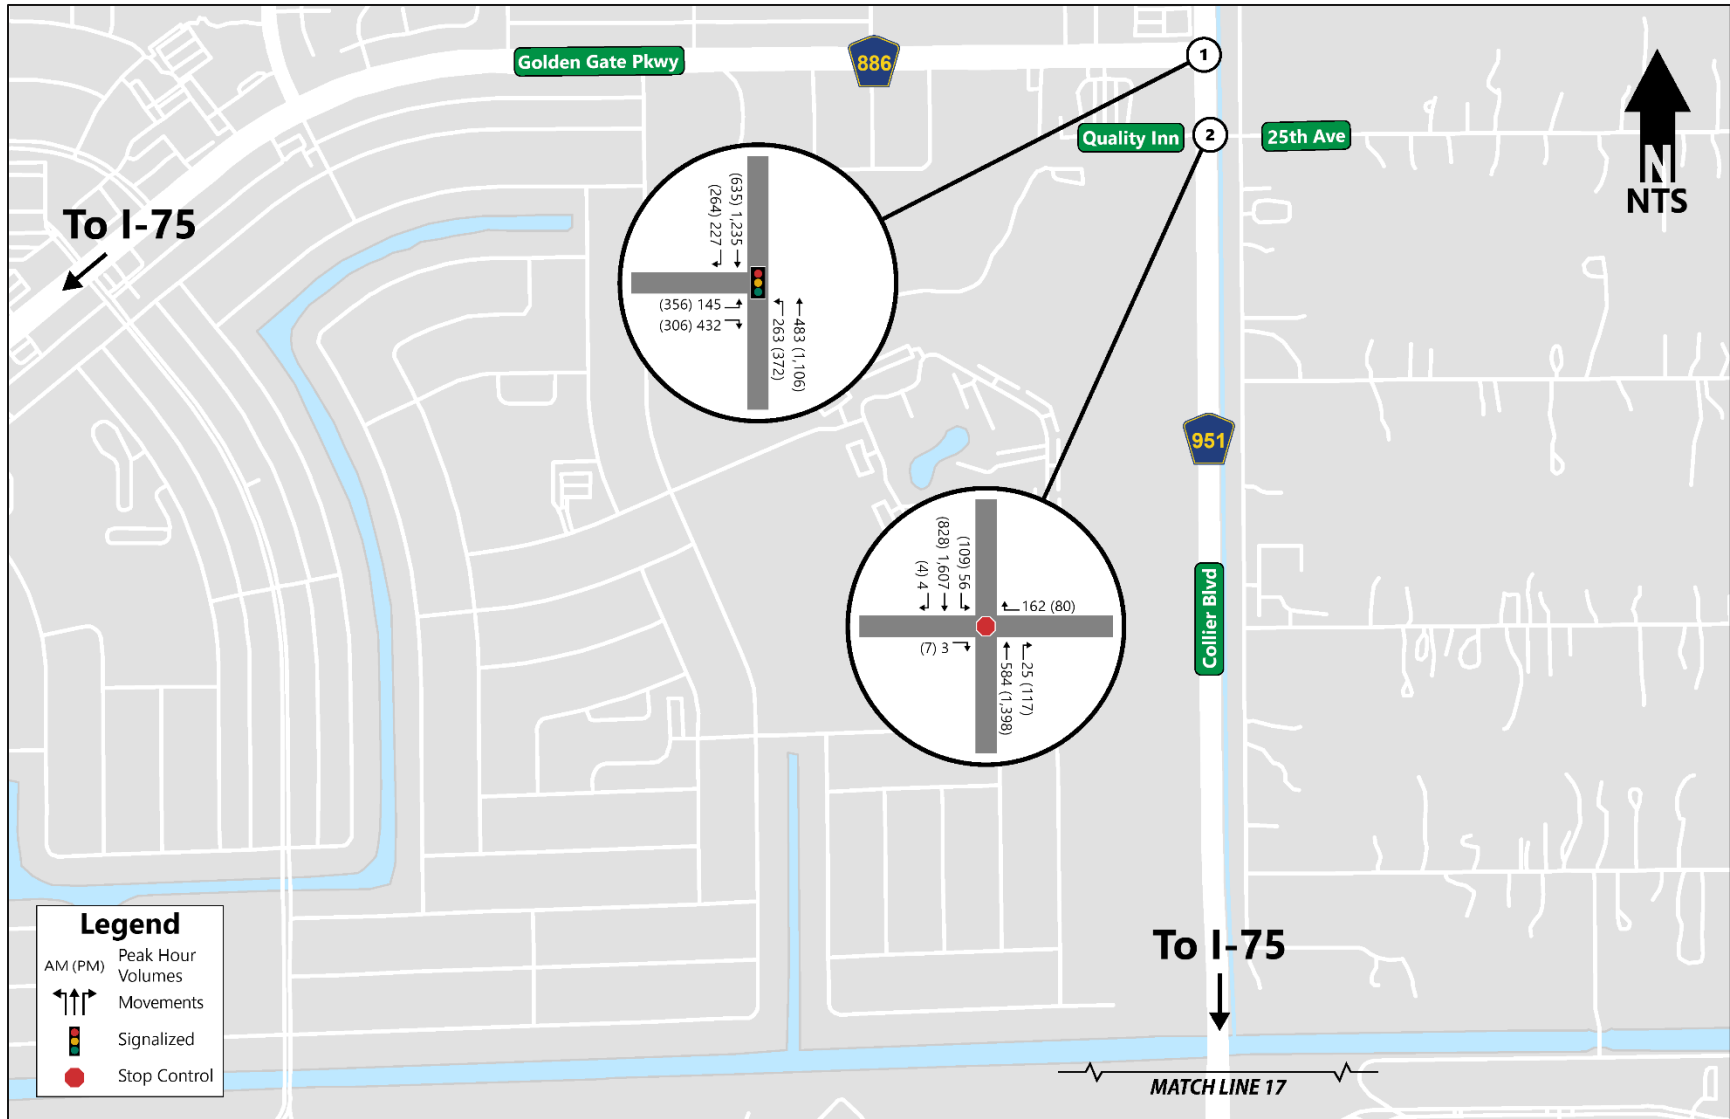 Golden Gate Pkwy
886
1
Quality Inn
2
25th Ave
N
NTS
To I-75
(635) 1,235
(264) 227
(356) 145
(306) 432
483 (1,106)
263 (372)
951
(109) 56
(828) 1,607
(4) 4
162 (80)
(7) 3
25 (117)
584 (1,398)
Collier Blvd
Legend
AM (PM) Peak Hour
Volumes
Movements
Signalized
Stop Control
To I-75
MATCH LINE 17